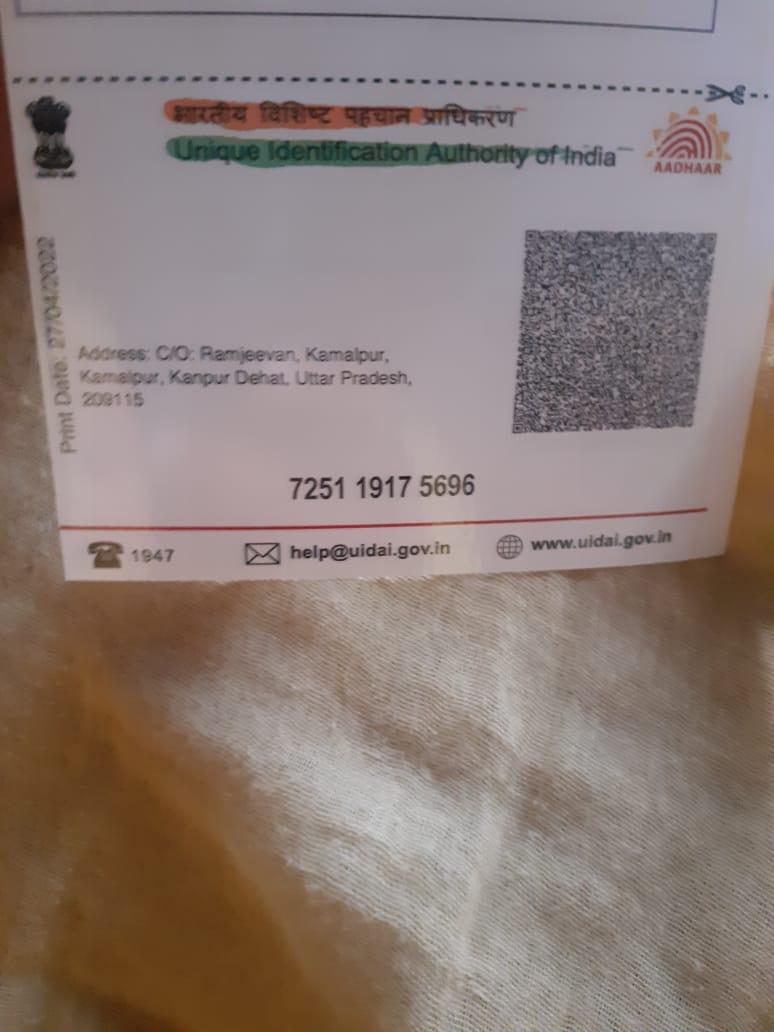 भारतीय विशिष्ट पहचान प्राधिकरण
Unique Identification Authority of India
AADHAAR
Print Date: 27/04/2022
Address: C/O: Ramjeevan, Kamalpur,
Kamalpur, Kanpur Dehat, Uttar Pradesh,
209115
7251 1917 5696
1947
help@uidai.gov.in
www.uidai.gov.in